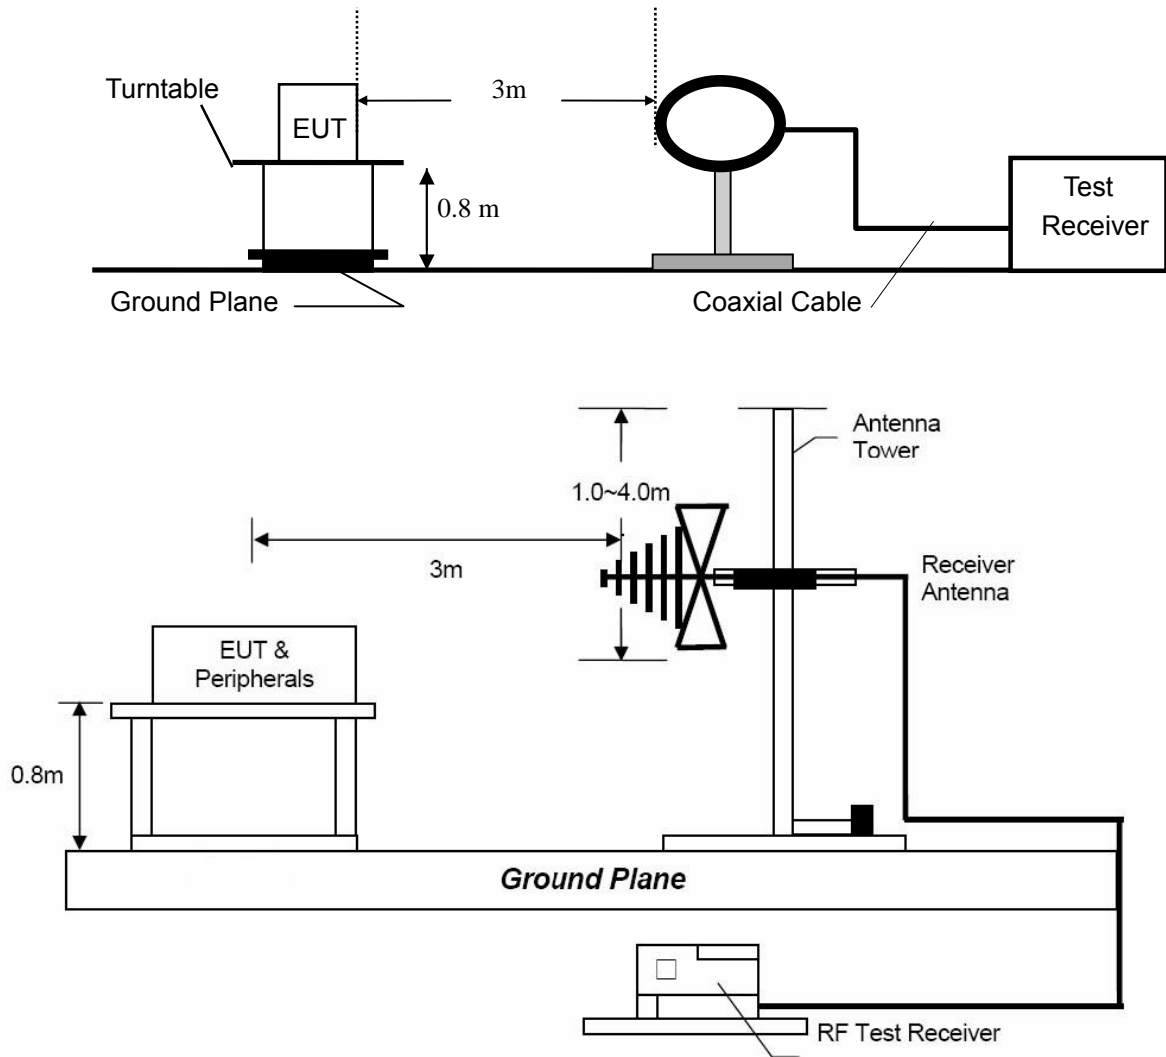 Turntable
EUT
3m
0.8 m
Test
Receiver
Ground Plane
Coaxial Cable
Antenna
Tower
1.0~4.0m
3m
Receiver
Antenna
EUT &
Peripherals
0.8m
Ground Plane
RF Test Receiver